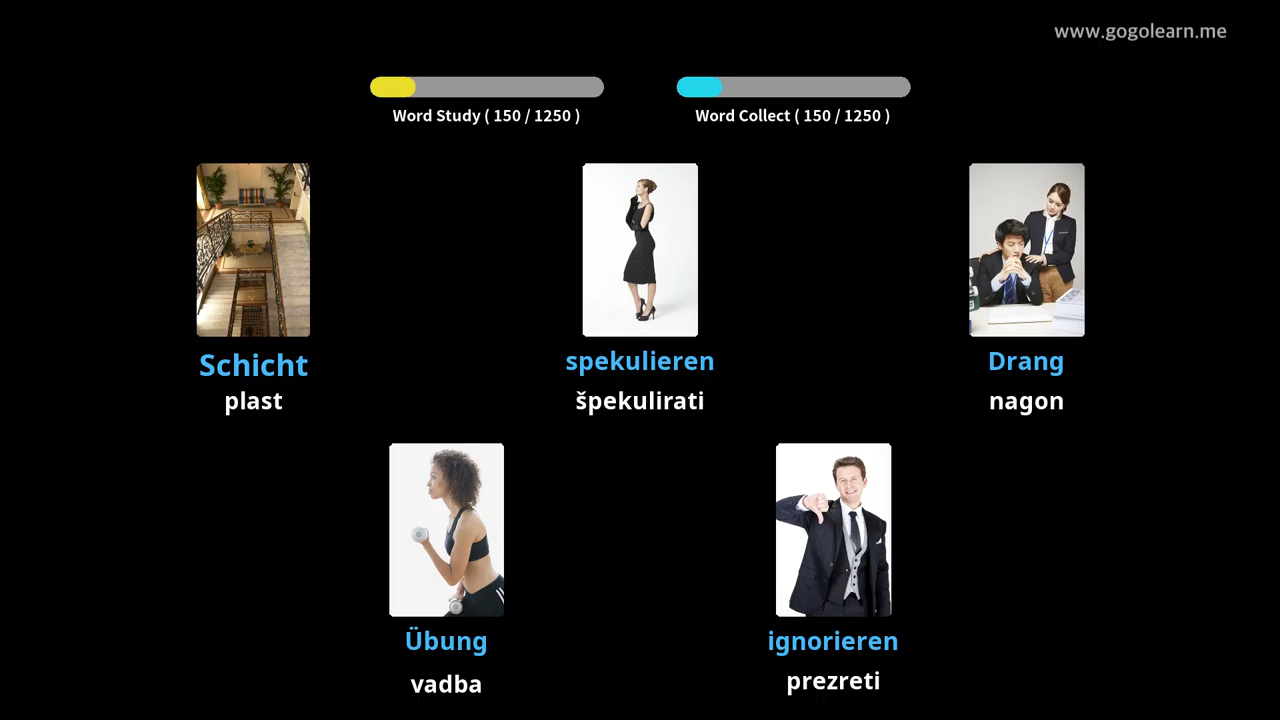 www.gogolearn.me
Word Study ( 150 / 1250 )
Word Collect ( 150 / 1250 )
Schicht
plast
spekulieren
špekulirati
Drang
nagon
Übung
vadba
ignorieren
prezreti